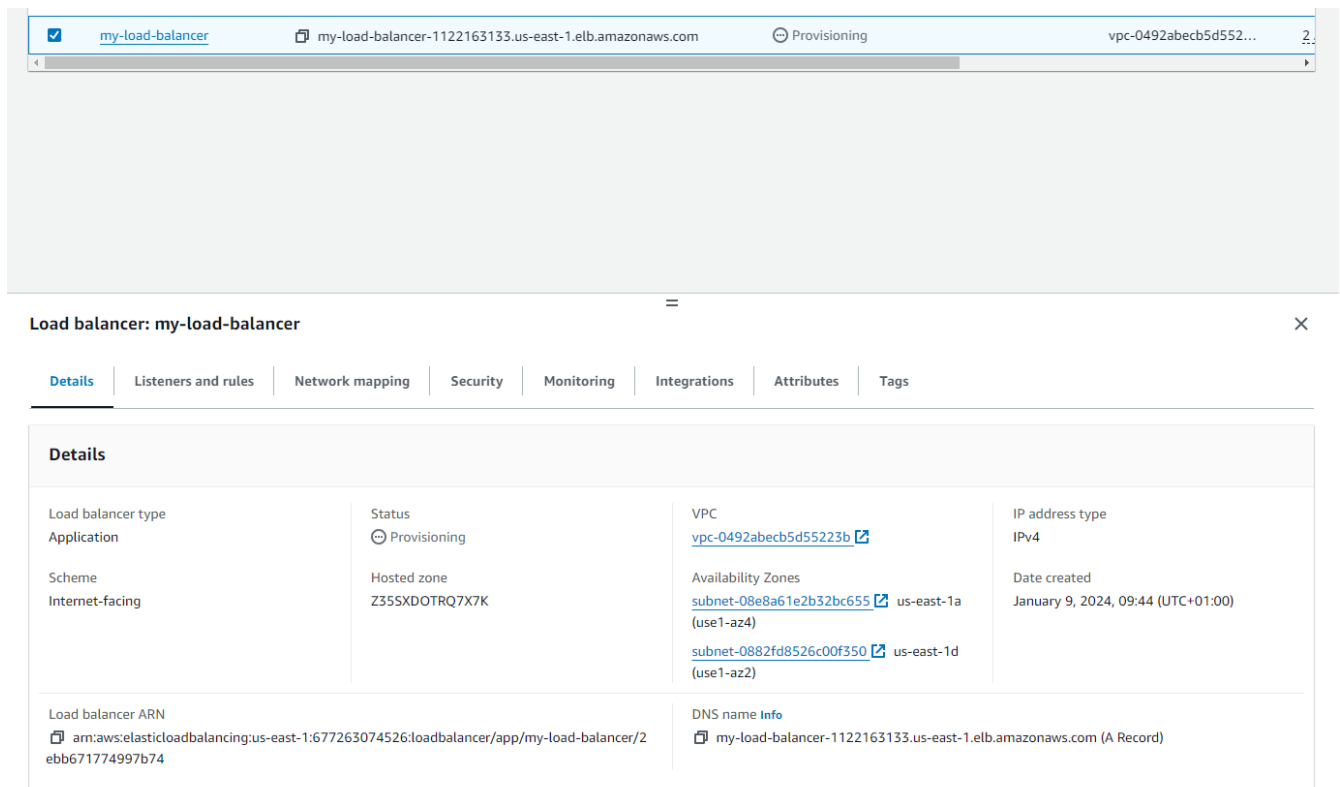 my-load-balancer my-load-balancer-1122163133.us-east-1.elb.amazonaws.com Provisioning vpc-0492abecb5d552... 2
Load balancer: my-load-balancer
Details Listeners and rules Network mapping Security Monitoring Integrations Attributes Tags
Details
Load balancer type
Application
Status
Provisioning
VPC
vpc-0492abecb5d55223b
IP address type
IPv4
Scheme
Internet-facing
Hosted zone
Z35SXDOTRQ7X7K
Availability Zones
subnet-08e8a61e2b32bc655 us-east-1a
(use1-az4)
subnet-0882fd8526c00f350 us-east-1d
(use1-az2)
Date created
January 9, 2024, 09:44 (UTC+01:00)
Load balancer ARN
arn:aws:elasticloadbalancing:us-east-1:677263074526:loadbalancer/app/my-load-balancer/2
ebb671774997b74
DNS name Info
my-load-balancer-1122163133.us-east-1.elb.amazonaws.com (A Record)